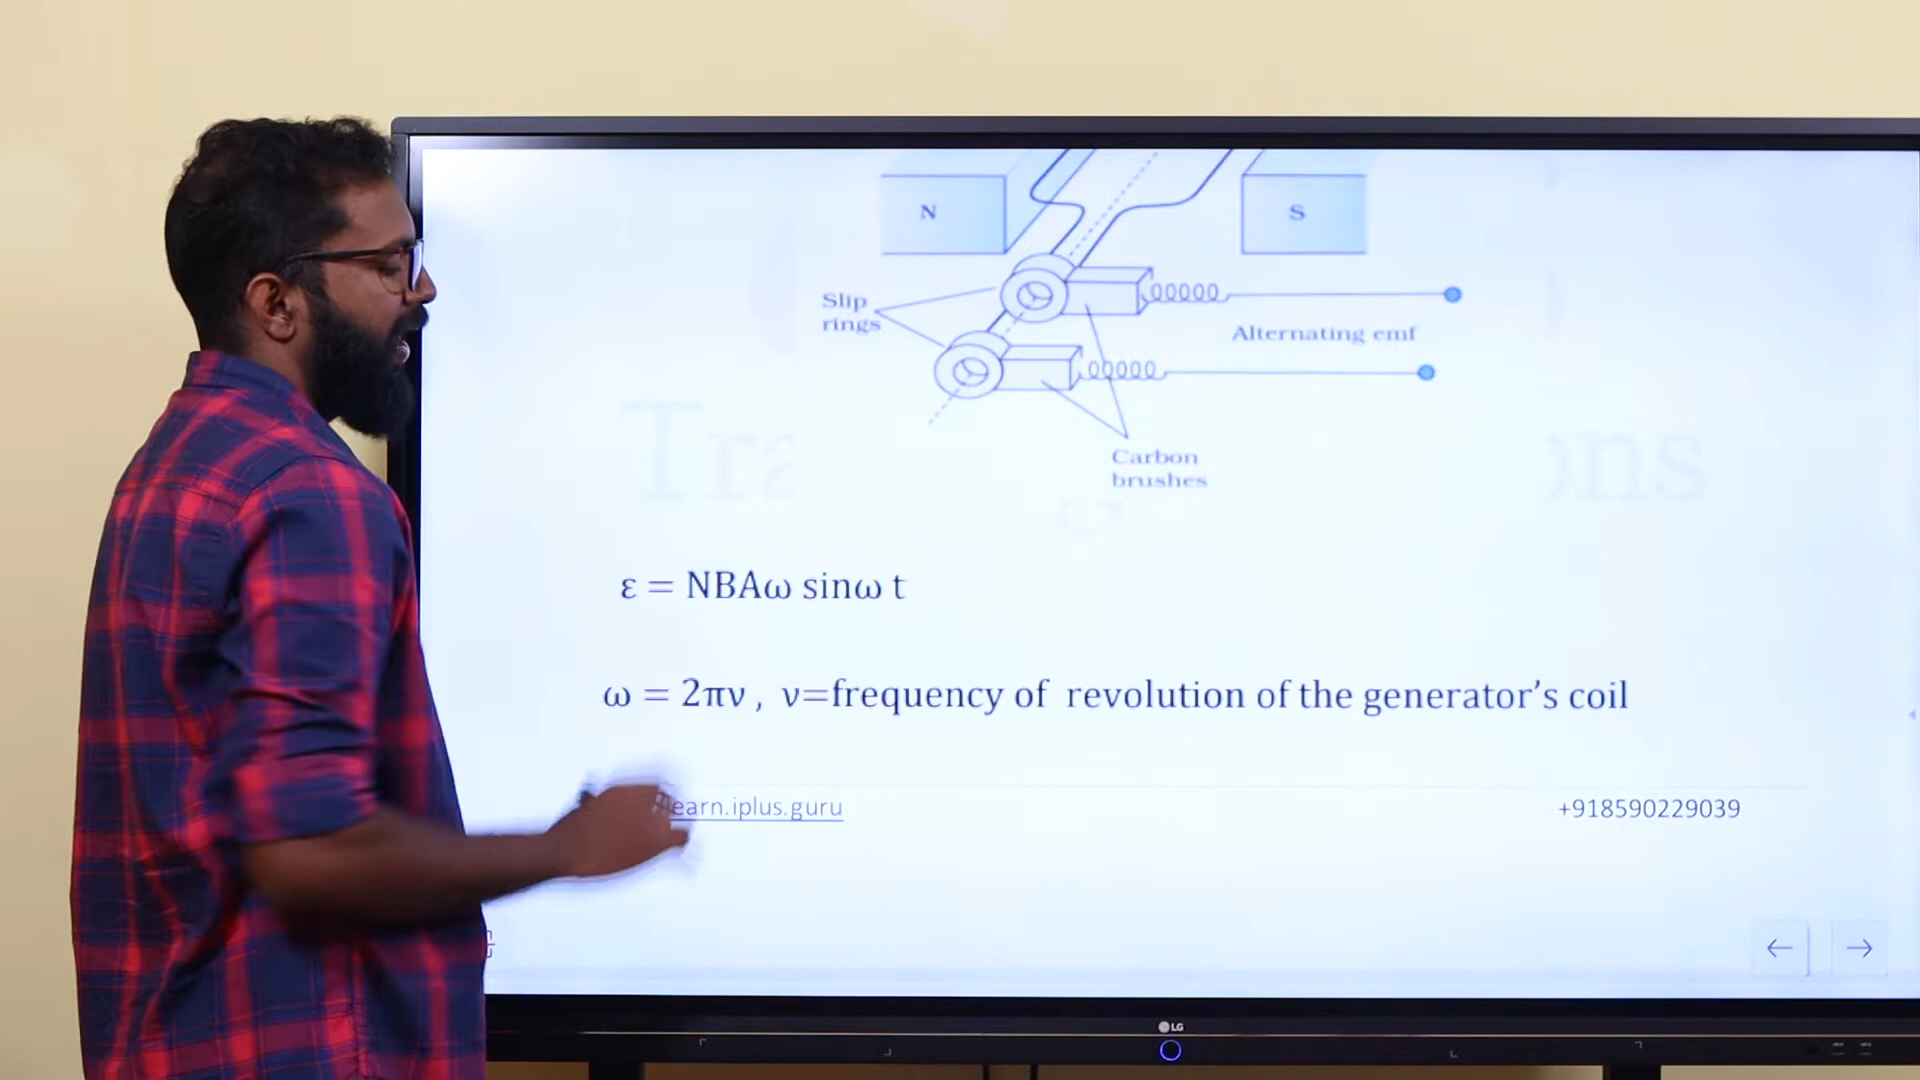 N
S
Slip
rings
Alternating emf
Carbon
brushes
ε = NBAω sinω t
ω = 2πν , ν=frequency of revolution of the generator’s coil
learn.iplus.guru
+918590229039
LG